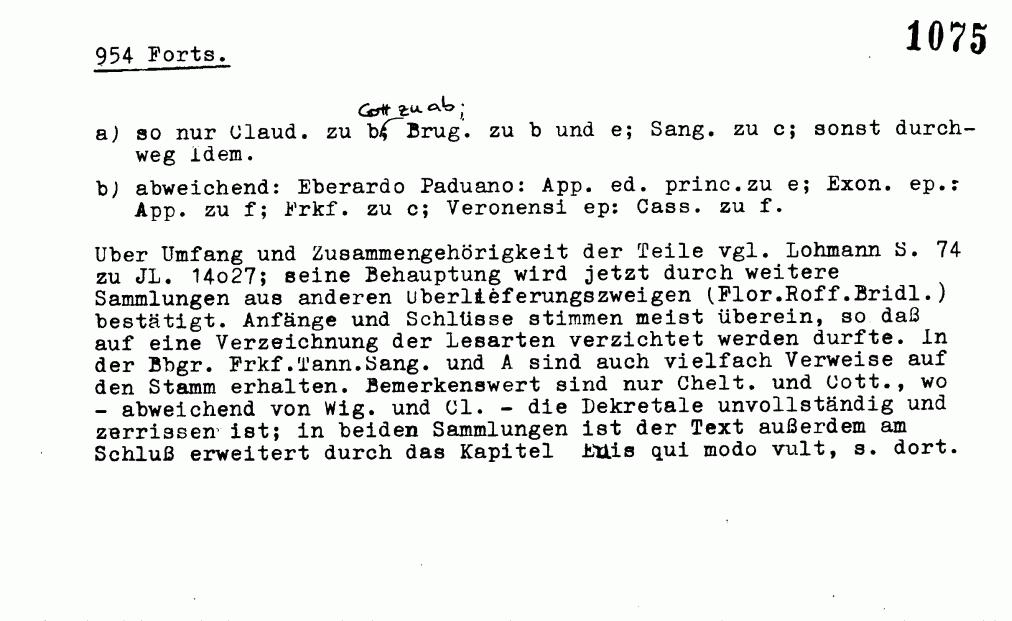 1075
954 Forts.
Cott zu ab;
a) so nur Claud. zu b; Brug. zu b und e; Sang. zu c; sonst durch-
weg idem.
b) abweichend: Eberardo Paduano: App. ed. princ.zu e; Exon. ep.:
App. zu f; Frkf. zu c; Veronensi ep: Cass. zu f.
Uber Umfang und Zusammengehörigkeit der Teile vgl. Lohmann S. 74
zu JL. 14o27; seine Behauptung wird jetzt durch weitere
Sammlungen aus anderen Uberlieferungszweigen (Flor.Roff.Bridl.)
bestätigt. Anfänge und Schlüsse stimmen meist überein, so daß
auf eine Verzeichnung der Lesarten verzichtet werden durfte. In
der Bbgr. Frkf.Tann.Sang. und A sind auch vielfach Verweise auf
den Stamm erhalten. Bemerkenswert sind nur Chelt. und Cott., wo
- abweichend von Wig. und Cl. - die Dekretale unvollständig und
zerrissen ist; in beiden Sammlungen ist der Text außerdem am
Schluß erweitert durch das Kapitel qui modo vult, s. dort.